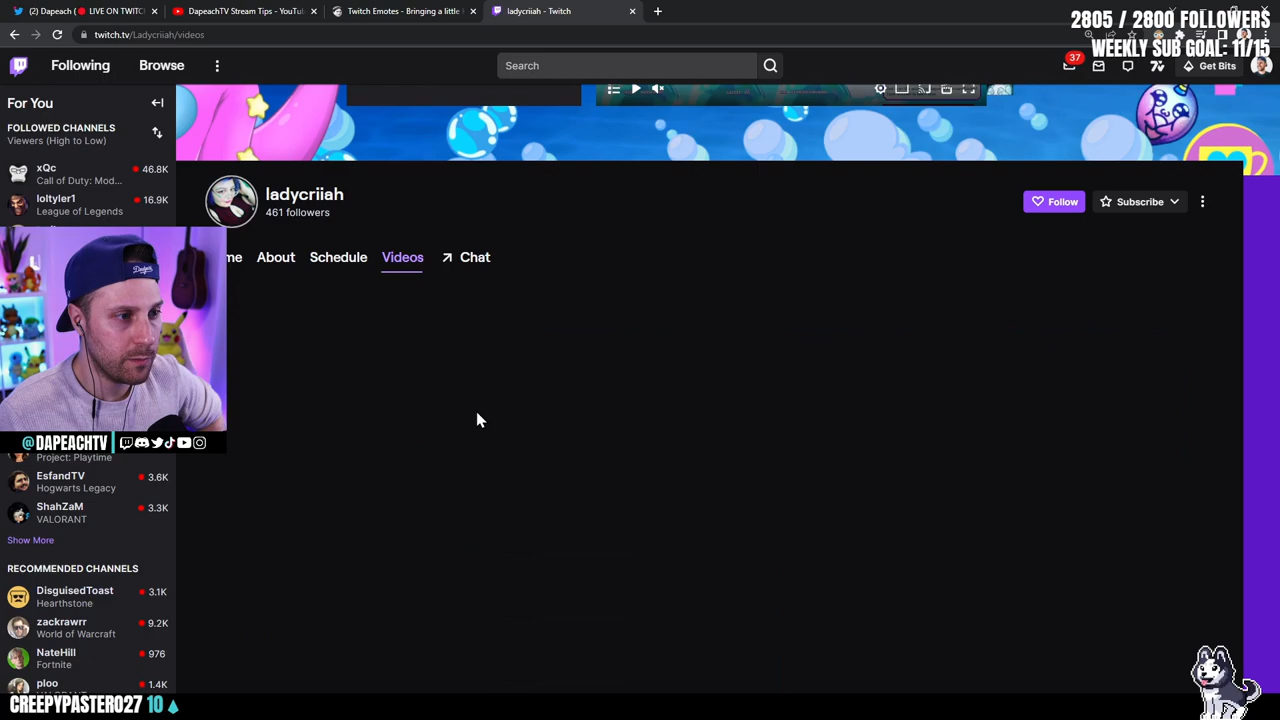 (2) Dapeach (🔴 LIVE ON TWITCH
DapeachTV Stream Tips - YouTu
Twitch Emotes - Bringing a little
ladycriiah - Twitch
twitch.tv/Ladycriiah/videos
2805 / 2800 FOLLOWERS
WEEKLY SUB GOAL: 11/15
Following
Browse
Search
37
Get Bits
For You
FOLLOWED CHANNELS
Viewers (High to Low)
xQc
46.8K
Call of Duty: Mod...
loltyler1
16.9K
League of Legends
ladycriiah
461 followers
Follow
Subscribe
me
About
Schedule
Videos
Chat
Dodgers
@DAPEACHTV
Project: Playtime
EsfandTV
3.6K
Hogwarts Legacy
ShahZaM
3.3K
VALORANT
Show More
RECOMMENDED CHANNELS
DisguisedToast
3.1K
Hearthstone
zackrawrr
9.2K
World of Warcraft
NateHill
976
Fortnite
ploo
1.4K
CREEPYPASTER027 10